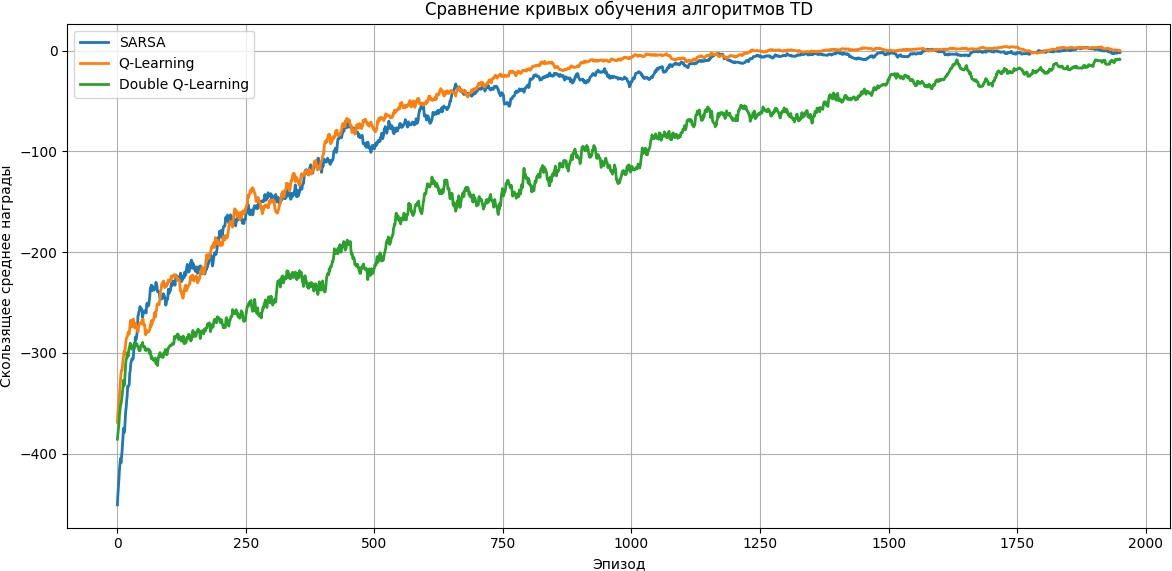 Сравнение кривых обучения алгоритмов TD
SARSA
Q-Learning
Double Q-Learning
Скользящее среднее награды
0
−100
−200
−300
−400
0 250 500 750 1000 1250 1500 1750 2000
Эпизод